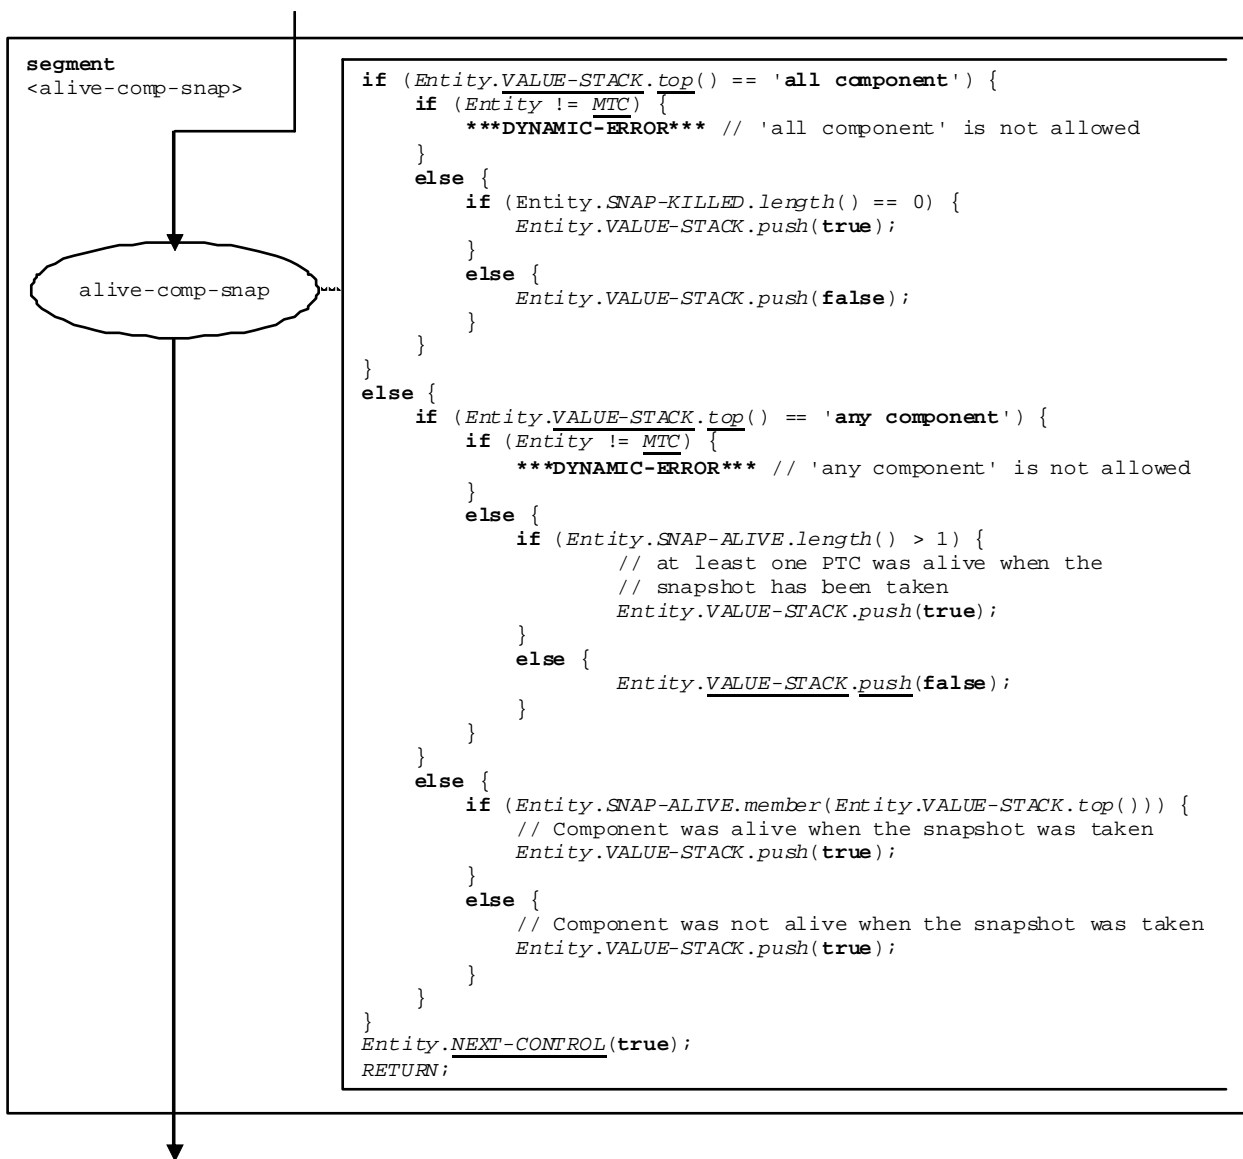 segment
<alive-comp-snap>
alive-comp-snap
if (Entity.VALUE-STACK.top() == 'all component') {
if (Entity != MTC) {
***DYNAMIC-ERROR*** // 'all component' is not allowed
}
else {
if (Entity.SNAP-KILLED.length() == 0) {
Entity.VALUE-STACK.push(true);
}
else {
Entity.VALUE-STACK.push(false);
}
}
}
else {
if (Entity.VALUE-STACK.top() == 'any component') {
if (Entity != MTC) {
***DYNAMIC-ERROR*** // 'any component' is not allowed
}
else {
if (Entity.SNAP-ALIVE.length() > 1) {
// at least one PTC was alive when the
// snapshot has been taken
Entity.VALUE-STACK.push(true);
}
else {
Entity.VALUE-STACK.push(false);
}
}
}
else {
if (Entity.SNAP-ALIVE.member(Entity.VALUE-STACK.top())) {
// Component was alive when the snapshot was taken
Entity.VALUE-STACK.push(true);
}
else {
// Component was not alive when the snapshot was taken
Entity.VALUE-STACK.push(true);
}
}
}
Entity.NEXT-CONTROL(true);
RETURN;